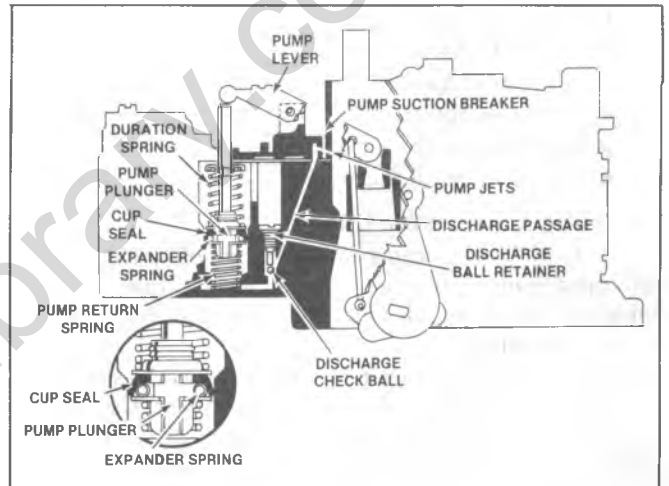 PUMP
LEVER
PUMP SUCTION BREAKER
DURATION
SPRING
PUMP
PLUNGER
CUP
SEAL
EXPANDER
SPRING
PUMP RETURN
SPRING
PUMP JETS
DISCHARGE PASSAGE
DISCHARGE
BALL RETAINER
DISCHARGE
CHECK BALL
CUP SEAL
PUMP PLUNGER
EXPANDER SPRING